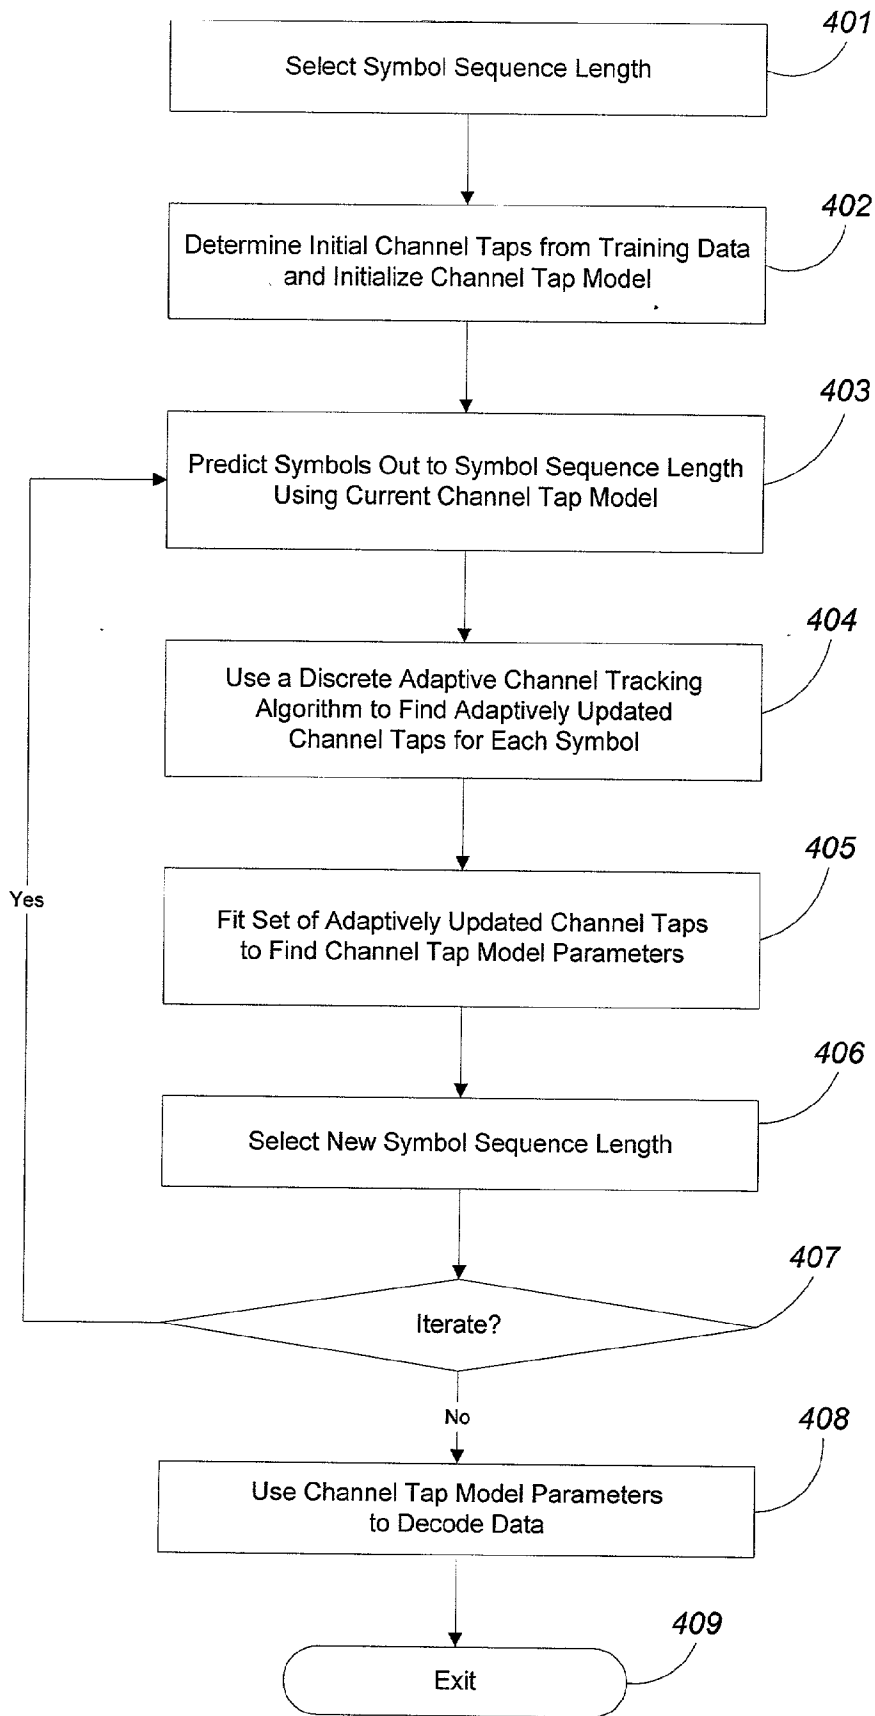 401
Select Symbol Sequence Length
402
Determine Initial Channel Taps from Training Data
and Initialize Channel Tap Model
403
Predict Symbols Out to Symbol Sequence Length
Using Current Channel Tap Model
404
Use a Discrete Adaptive Channel Tracking
Algorithm to Find Adaptively Updated
Channel Taps for Each Symbol
405
Yes
Fit Set of Adaptively Updated Channel Taps
to Find Channel Tap Model Parameters
406
Select New Symbol Sequence Length
407
Iterate?
No
408
Use Channel Tap Model Parameters
to Decode Data
409
Exit